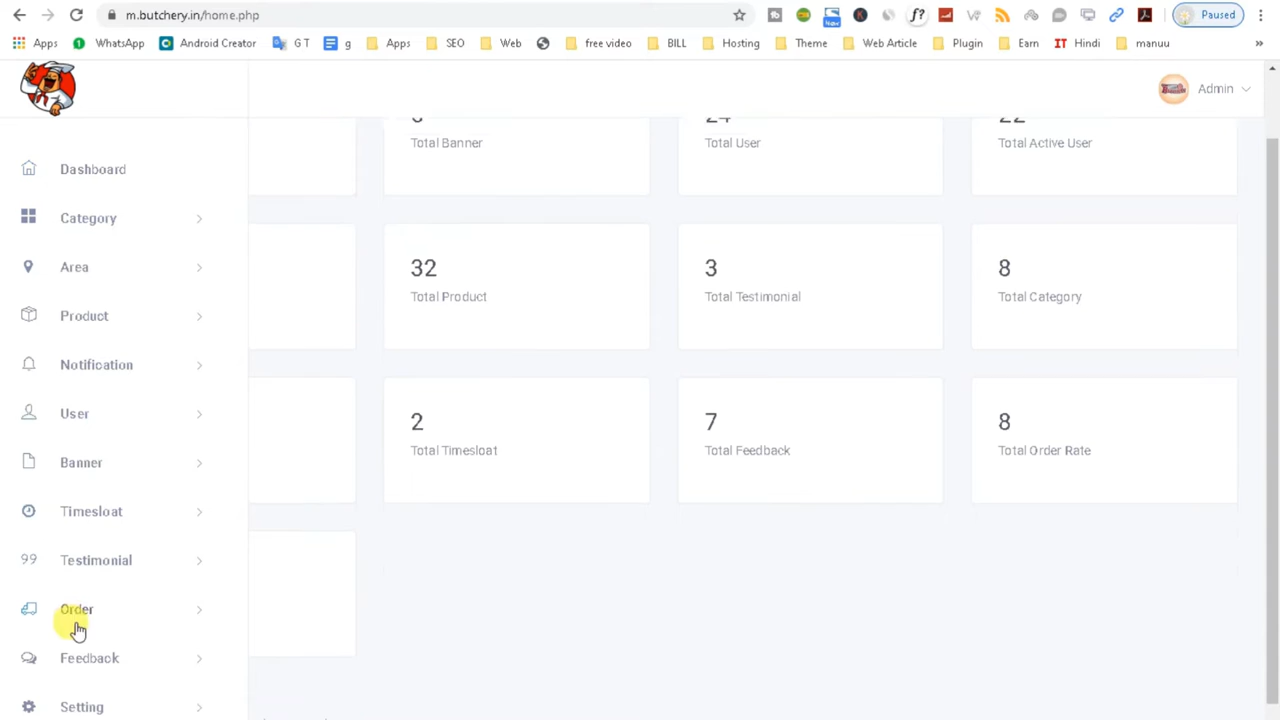 m.butchery.in/home.php
Paused
Apps
WhatsApp
Android Creator
G T
g
Apps
SEO
Web
free video
BILL
Hosting
Theme
Web Article
Plugin
Earn
IT Hindi
manuu
»
Admin
Dashboard
Category
Area
Product
Notification
User
Banner
Timesloat
Testimonial
Order
Feedback
Setting
Total Banner
24
Total User
22
Total Active User
32
Total Product
3
Total Testimonial
8
Total Category
2
Total Timesloat
7
Total Feedback
8
Total Order Rate